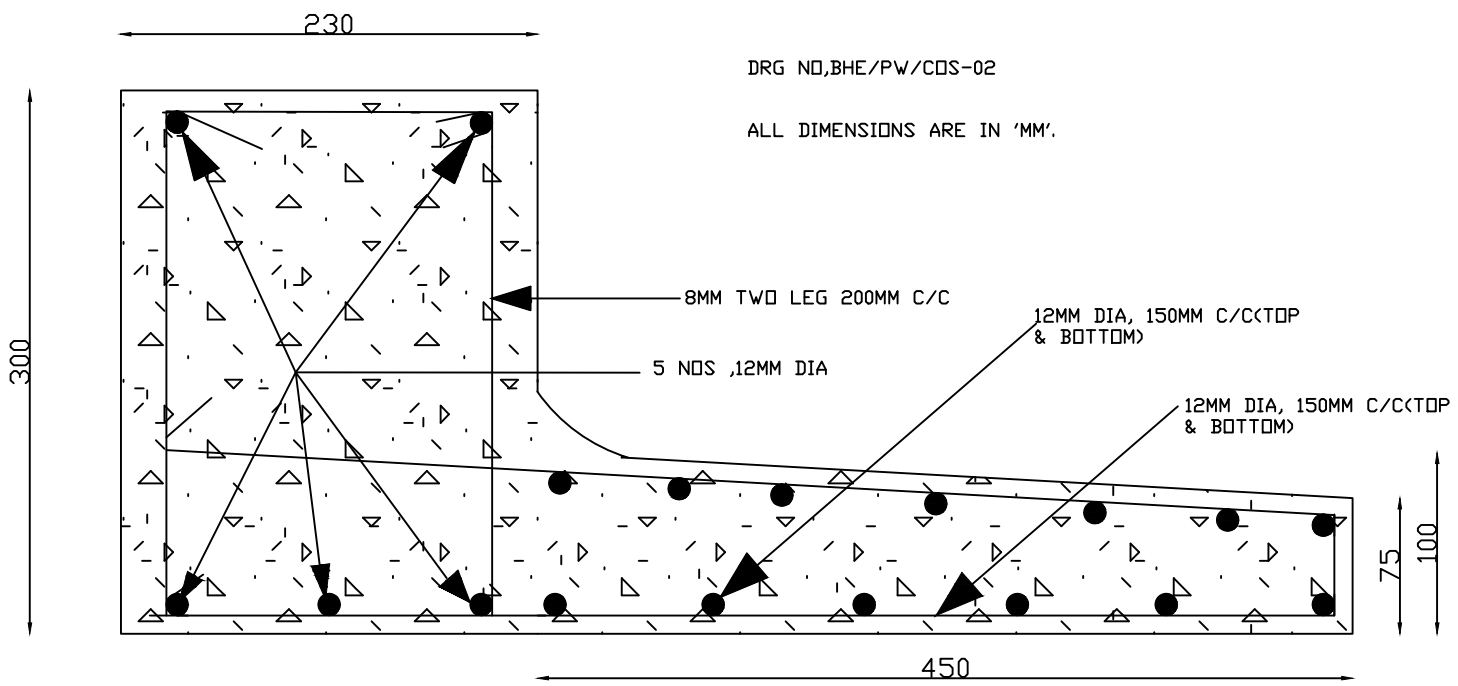 230
DRG NO,BHE/PW/COS-02
ALL DIMENSIONS ARE IN 'MM'.
300
8MM TWO LEG 200MM C/C
12MM DIA, 150MM C/C(TOP
& BOTTOM)
5 NOS ,12MM DIA
12MM DIA, 150MM C/C(TOP
& BOTTOM)
75
100
450